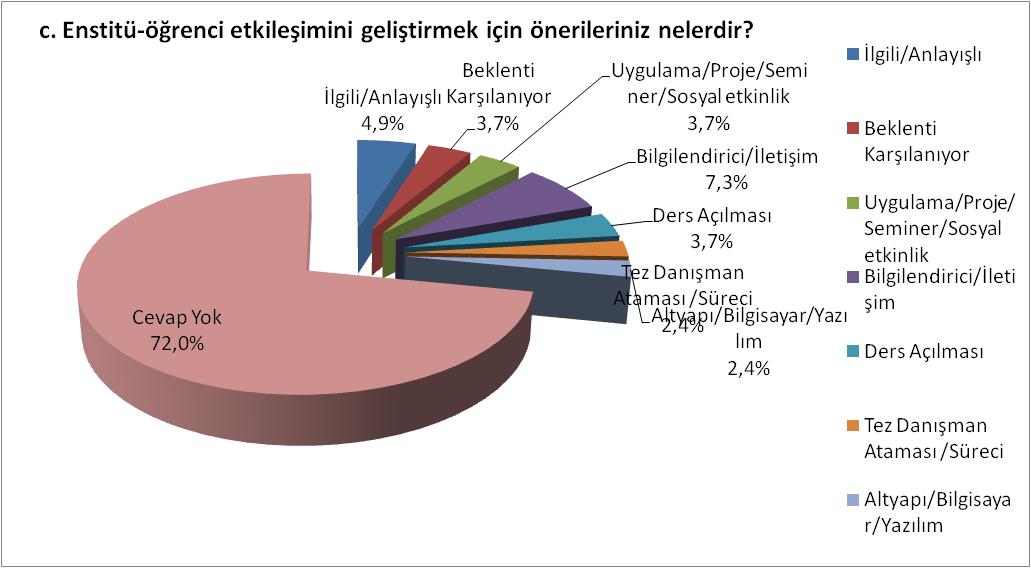 c. Enstitü-öğrenci etkileşimini geliştirmek için önerileriniz nelerdir?
İlgili/Anlayışlı
4,9%
Beklenti
Karşılanıyor
3,7%
Uygulama/Proje/Semi
ner/Sosyal etkinlik
3,7%
Bilgilendirici/İletişim
7,3%
Ders Açılması
3,7%
Tez Danışman
Ataması /Süreci
2,4%
Altyapı/Bilgisayar/Yazı
lım
2,4%
Cevap Yok
72,0%
İlgili/Anlayışlı
Beklenti
Karşılanıyor
Uygulama/Proje/
Seminer/Sosyal
etkinlik
Bilgilendirici/İleti
şim
Ders Açılması
Tez Danışman
Ataması /Süreci
Altyapı/Bilgisaya
r/Yazılım